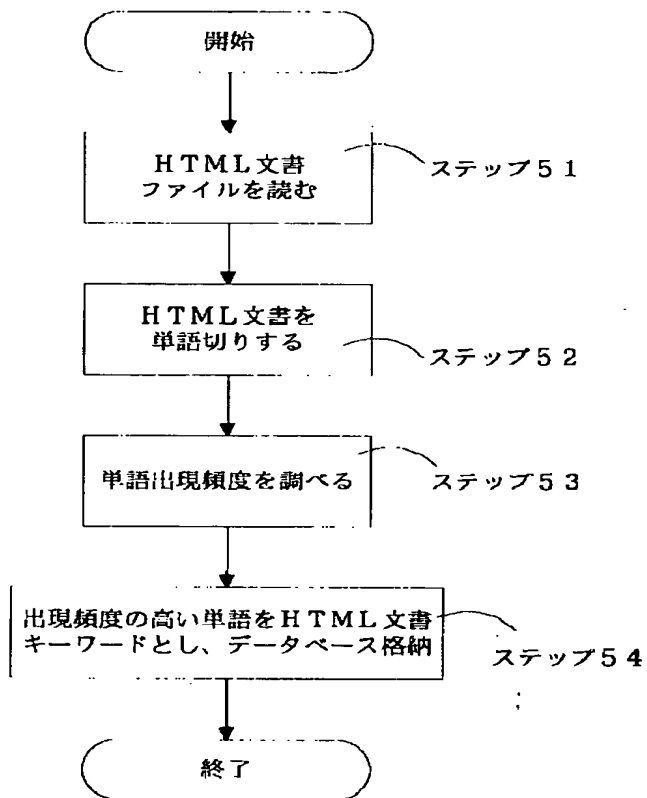 開始
HTML文書
ファイルを読む
ステップ51
HTML文書を
単語切りする
ステップ52
単語出現頻度を調べる
ステップ53
出現頻度の高い単語をHTML文書
キーワードとし、データベース格納
ステップ54
終了